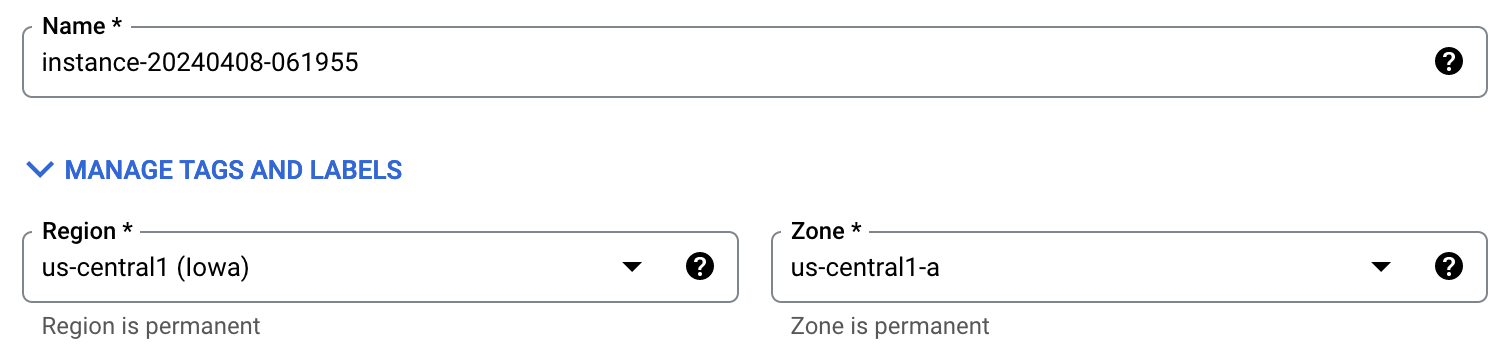 Name *
instance-20240408-061955
MANAGE TAGS AND LABELS
Region *
us-central1 (Iowa)
Region is permanent
Zone *
us-central1-a
Zone is permanent